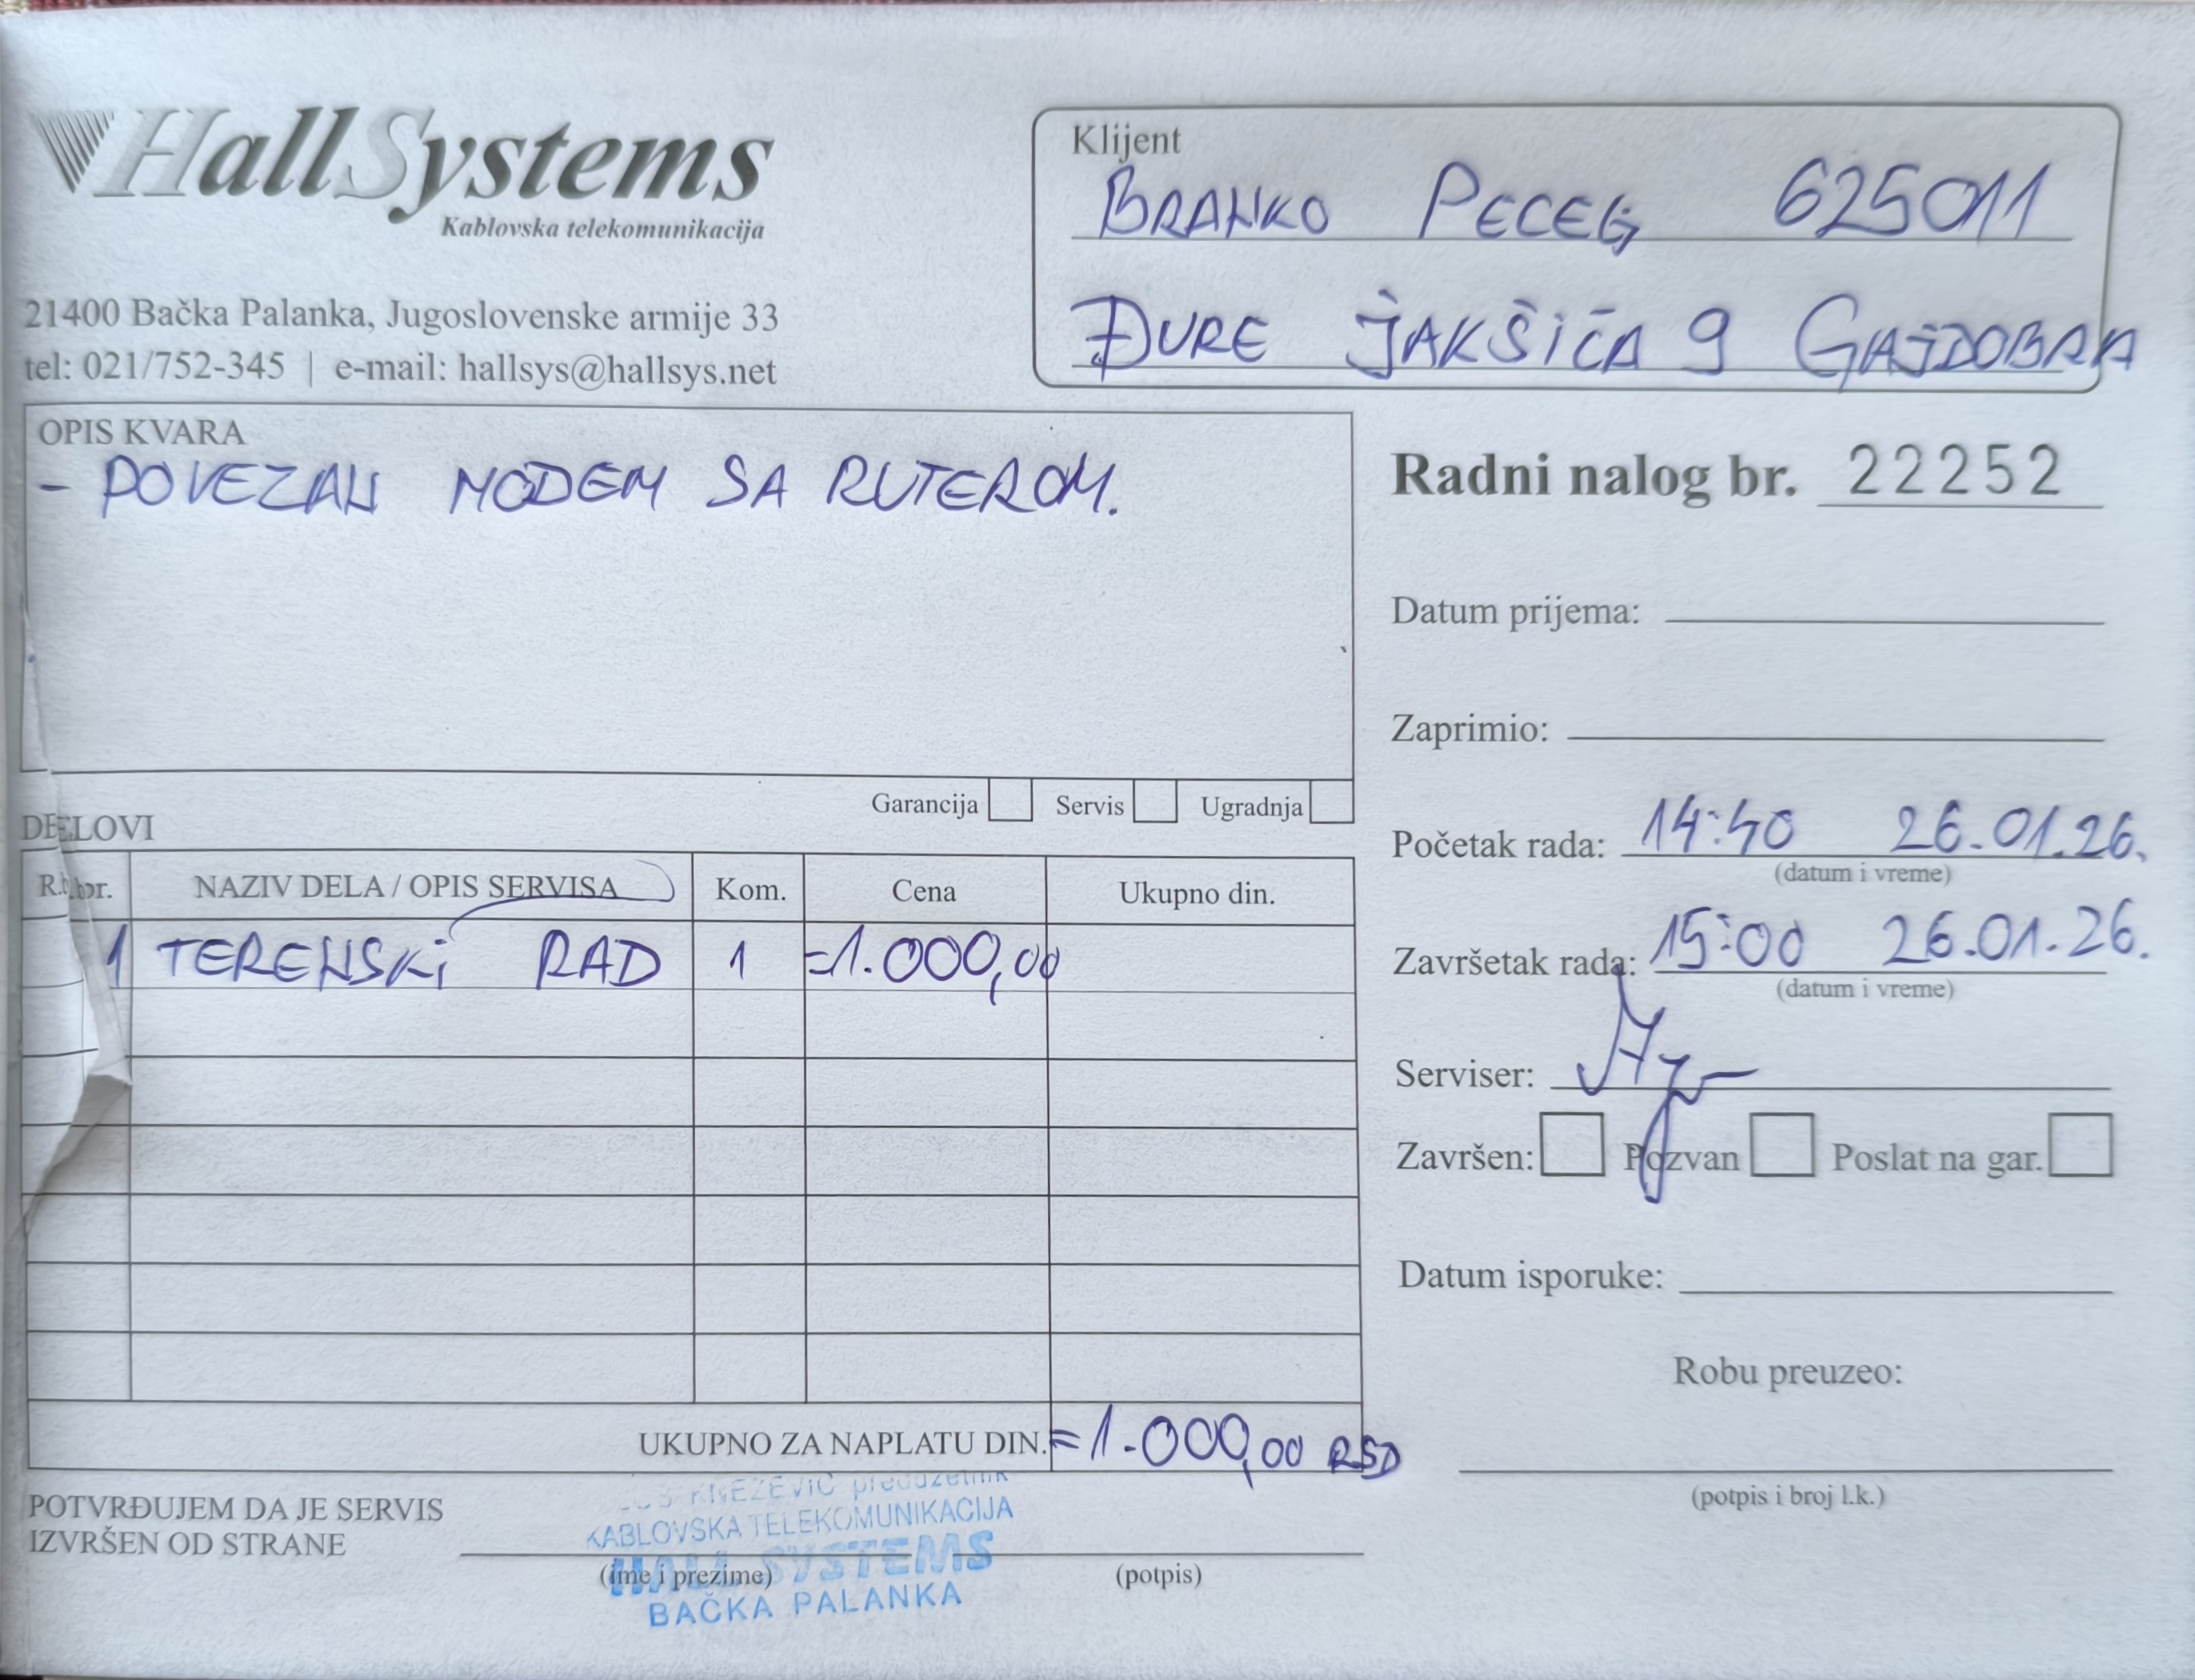 HallSystems
Kablovska telekomunikacija
21400 Bačka Palanka, Jugoslovenske armije 33
tel: 021/752-345 | e-mail: hallsys@hallsys.net
Klijent
BRANKO PECEG 625011
ĐURE JAKŠIĆA 9 GAJDOBRA
OPIS KVARA
- POVEZAN MODEM SA RUTEROM.
Garancija Servis Ugradnja
Radni nalog br. 22252
Datum prijema:
Zaprimio:
Početak rada: 14:40 26.01.26.
(datum i vreme)
Završetak rada: 15:00 26.01.26.
(datum i vreme)
Serviser:
Završen: Pozvan Poslat na gar.
Datum isporuke:
Robu preuzeo:
(potpis i broj l.k.)
DELOVI
R.br. NAZIV DELA / OPIS SERVISA Kom. Cena Ukupno din.
1 TERENSKI RAD 1 =1.000,00
UKUPNO ZA NAPLATU DIN. =1.000,00 RSD
POTVRĐUJEM DA JE SERVIS
IZVRŠEN OD STRANE
(ime i prezime) (potpis)
KNEŽEVIĆ preduzetnik
KABLOVSKA TELEKOMUNIKACIJA
HALL SYSTEMS
BAČKA PALANKA